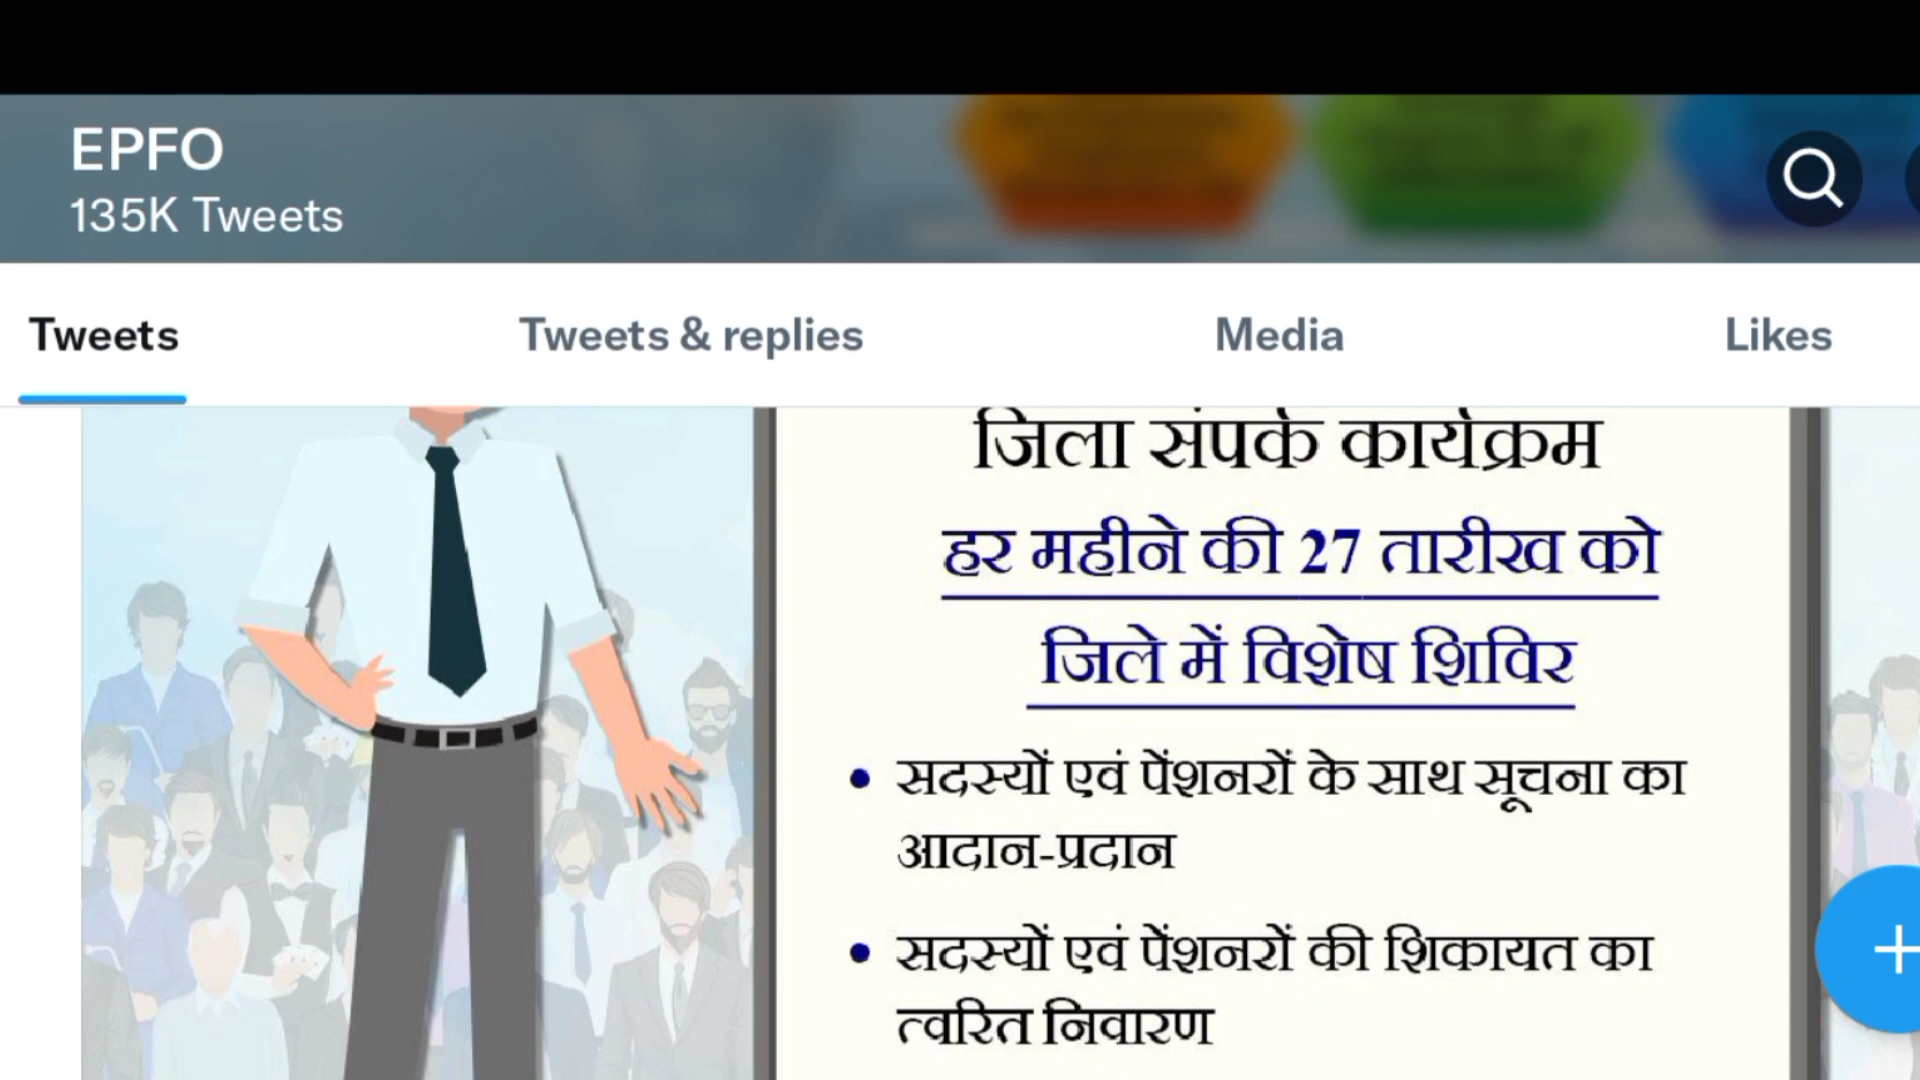 EPFO
135K Tweets
Tweets
Tweets & replies
Media
Likes
जिला संपर्क कार्यक्रम
हर महीने की 27 तारीख को
जिले में विशेष शिविर
• सदस्यों एवं पेंशनरों के साथ सूचना का
आदान-प्रदान
• सदस्यों एवं पेंशनरों की शिकायत का
त्वरित निवारण